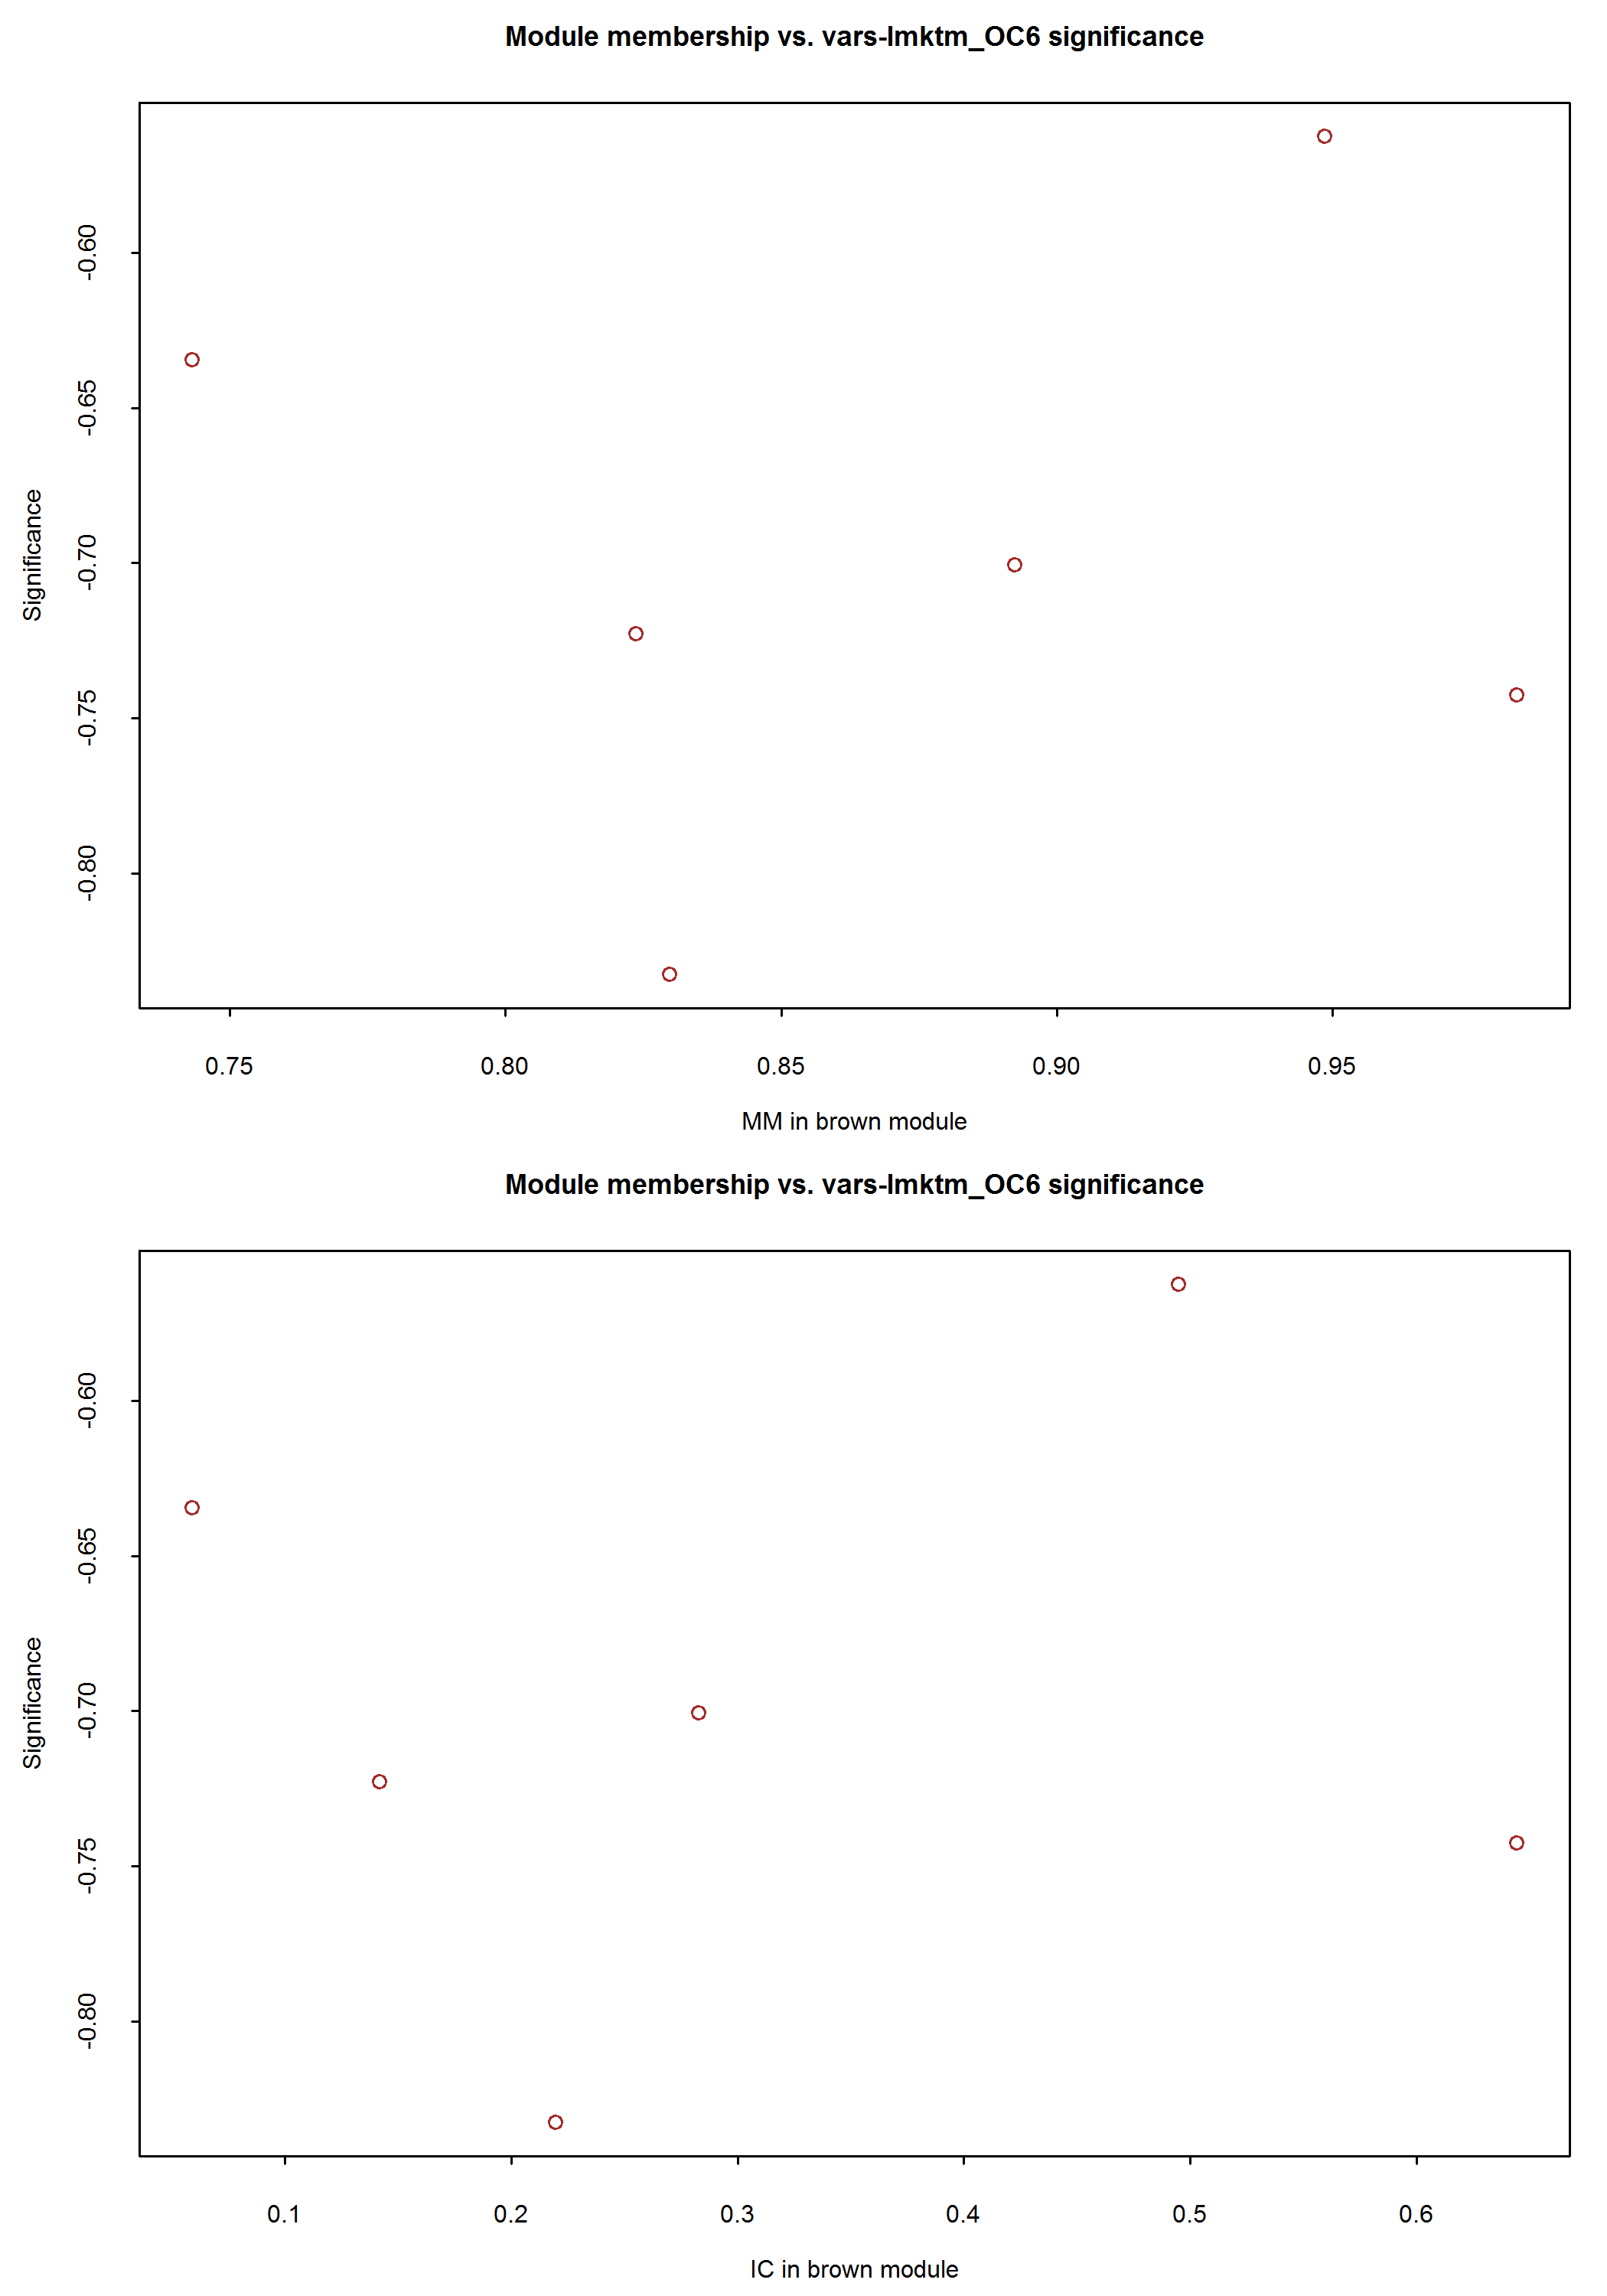 Module membership vs. vars-lmktm_OC6 significance
Significance
-0.60
-0.65
-0.70
-0.75
-0.80
0.75 0.80 0.85 0.90 0.95
MM in brown module
Module membership vs. vars-lmktm_OC6 significance
Significance
-0.60
-0.65
-0.70
-0.75
-0.80
0.1 0.2 0.3 0.4 0.5 0.6
IC in brown module